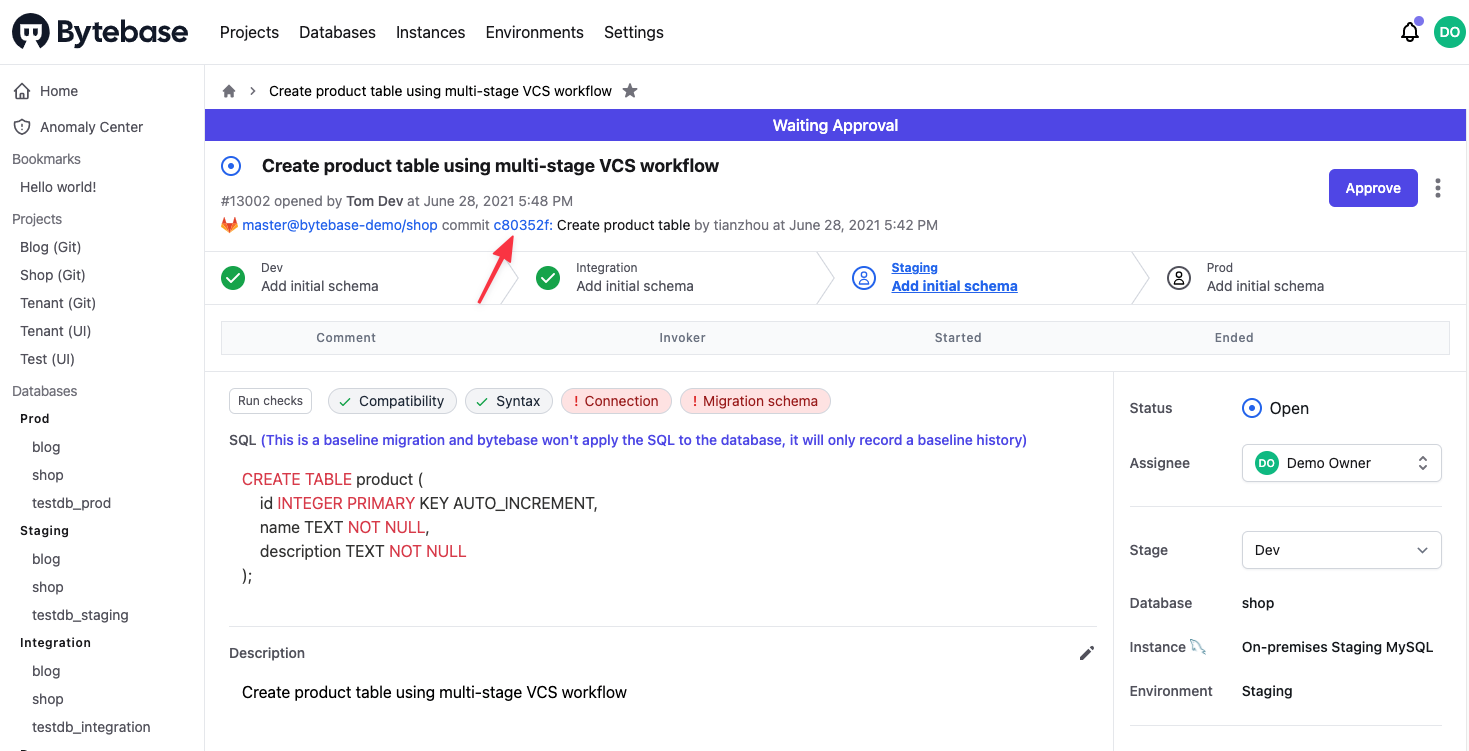 Bytebase
Projects Databases Instances Environments Settings
DO
Home
Anomaly Center
Bookmarks
Hello world!
Projects
Blog (Git)
Shop (Git)
Tenant (Git)
Tenant (UI)
Test (UI)
Databases
Prod
blog
shop
testdb_prod
Staging
blog
shop
testdb_staging
Integration
blog
shop
testdb_integration
Create product table using multi-stage VCS workflow
Waiting Approval
Create product table using multi-stage VCS workflow
#13002 opened by Tom Dev at June 28, 2021 5:48 PM
master@bytebase-demo/shop commit c80352f: Create product table by tianzhou at June 28, 2021 5:42 PM
Approve
Dev
Add initial schema
Integration
Add initial schema
Staging
Add initial schema
Prod
Add initial schema
Comment Invoker Started Ended
Run checks Compatibility Syntax ! Connection ! Migration schema
SQL (This is a baseline migration and bytebase won't apply the SQL to the database, it will only record a baseline history)
CREATE TABLE product (
id INTEGER PRIMARY KEY AUTO_INCREMENT,
name TEXT NOT NULL,
description TEXT NOT NULL
);
Description
Create product table using multi-stage VCS workflow
Status Open
Assignee DO Demo Owner
Stage Dev
Database shop
Instance On-premises Staging MySQL
Environment Staging